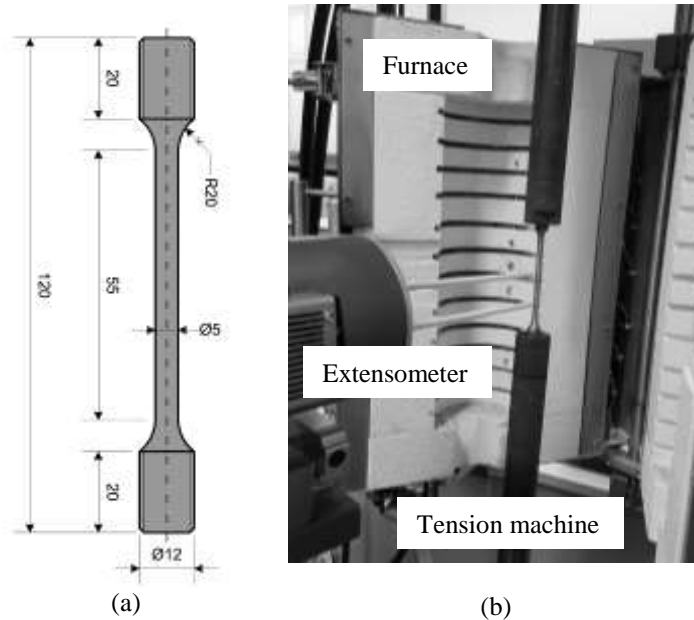 20
R20
120
55
Ø5
20
Ø12
(a)
Furnace
Extensometer
Tension machine
(b)